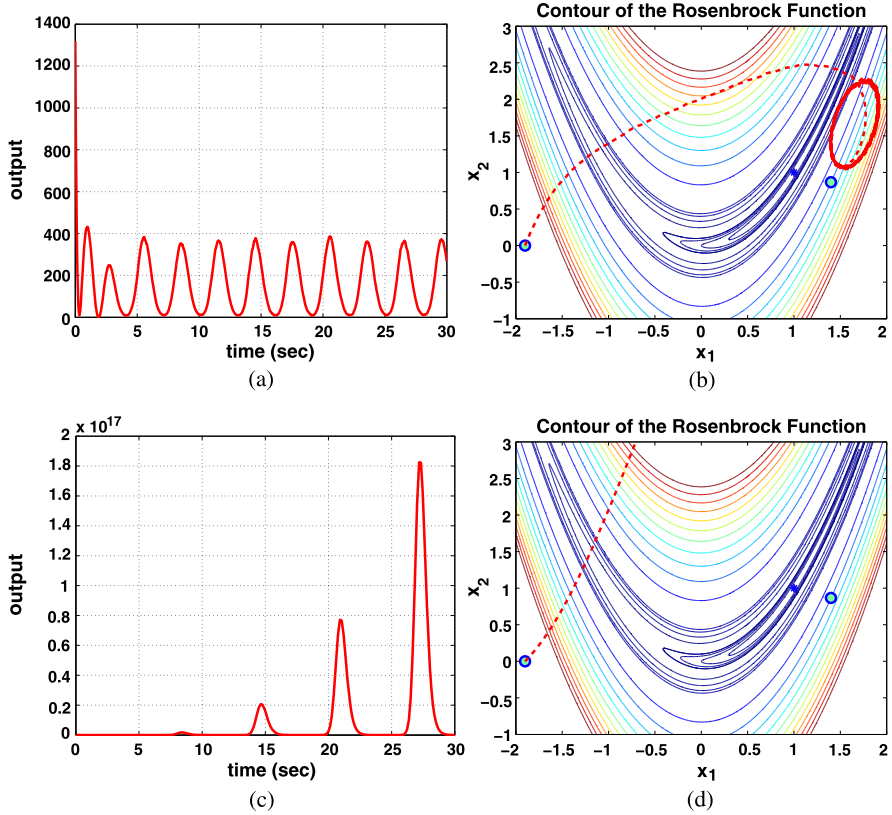 1400
1200
1000
800
600
400
200
0
output
0 5 10 15 20 25 30
time (sec)
(a)
Contour of the Rosenbrock Function
3
2.5
2
1.5
1
0.5
0
−0.5
−1
x2
−2 −1.5 −1 −0.5 0 0.5 1 1.5 2
x1
(b)
x 10^17
2
1.8
1.6
1.4
1.2
1
0.8
0.6
0.4
0.2
0
output
0 5 10 15 20 25 30
time (sec)
(c)
Contour of the Rosenbrock Function
3
2.5
2
1.5
1
0.5
0
−0.5
−1
x2
−2 −1.5 −1 −0.5 0 0.5 1 1.5 2
x1
(d)